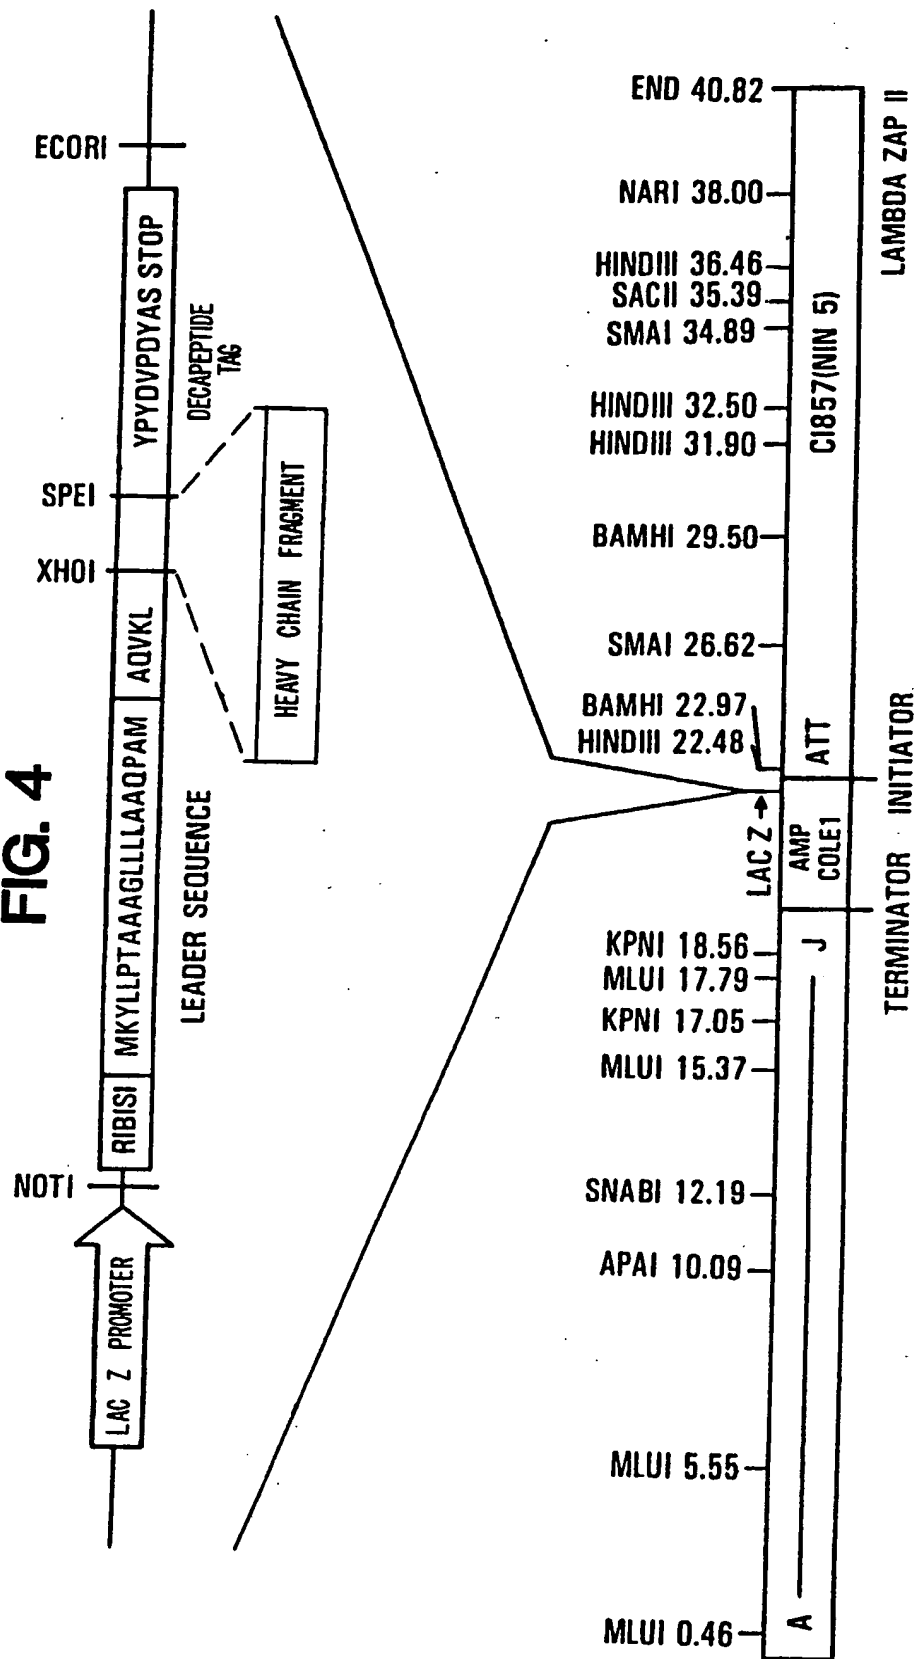 FIG. 4
LAC Z PROMOTER
NOTI
RIBISI
MKYLLPTAAAGLLLLAAQPAM
AQVKL
XHOI
SPEI
YPYDVPDYAS STOP
ECORI
LEADER SEQUENCE
DECAPEPTIDE
TAG
HEAVY CHAIN FRAGMENT
END 40.82
NARI 38.00
HINDIII 36.46
SACII 35.39
SMAI 34.89
HINDIII 32.50
HINDIII 31.90
BAMHI 29.50
SMAI 26.62
BAMHI 22.97
HINDIII 22.48
LAC Z
KPNI 18.56
MLUI 17.79
KPNI 17.05
MLUI 15.37
SNABI 12.19
APAI 10.09
MLUI 5.55
MLUI 0.46
A
J
AMP
COLE1
ATT
CI857(NIN 5)
TERMINATOR
INITIATOR
LAMBDA ZAP II